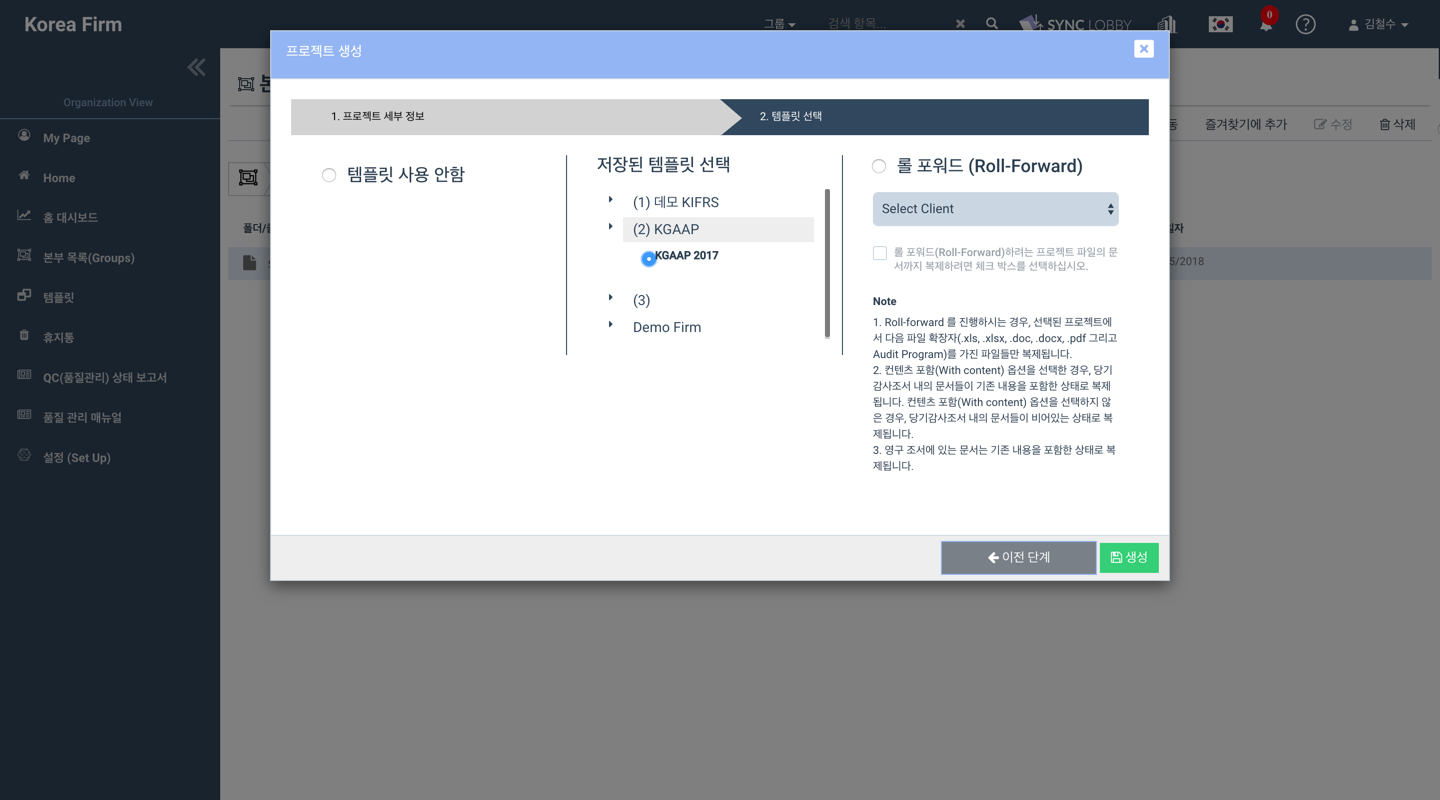 Korea Firm
그룹
검색 항목...
SYNC LOBBY
0
김철수
Organization View
My Page
Home
홈 대시보드
본부 목록(Groups)
템플릿
휴지통
QC(품질관리) 상태 보고서
품질 관리 매뉴얼
설정 (Set Up)
즐겨찾기에 추가
수정
삭제
5/2018
프로젝트 생성
1. 프로젝트 세부 정보
2. 템플릿 선택
템플릿 사용 안함
저장된 템플릿 선택
(1) 데모 KIFRS
(2) KGAAP
KGAAP 2017
(3)
Demo Firm
롤 포워드 (Roll-Forward)
Select Client
롤 포워드(Roll-Forward)하려는 프로젝트 파일의 문
서까지 복제하려면 체크 박스를 선택하십시오.
Note
1. Roll-forward 를 진행하시는 경우, 선택된 프로젝트에
서 다음 파일 확장자(.xls, .xlsx, .doc, .docx, .pdf 그리고
Audit Program)를 가진 파일들만 복제됩니다.
2. 컨텐츠 포함(With content) 옵션을 선택한 경우, 당기
감사조서 내의 문서들이 기존 내용을 포함한 상태로 복제
됩니다. 컨텐츠 포함(With content) 옵션을 선택하지 않
은 경우, 당기감사조서 내의 문서들이 비어있는 상태로 복
제됩니다.
3. 영구 조서에 있는 문서는 기존 내용을 포함한 상태로 복
제됩니다.
이전 단계
생성